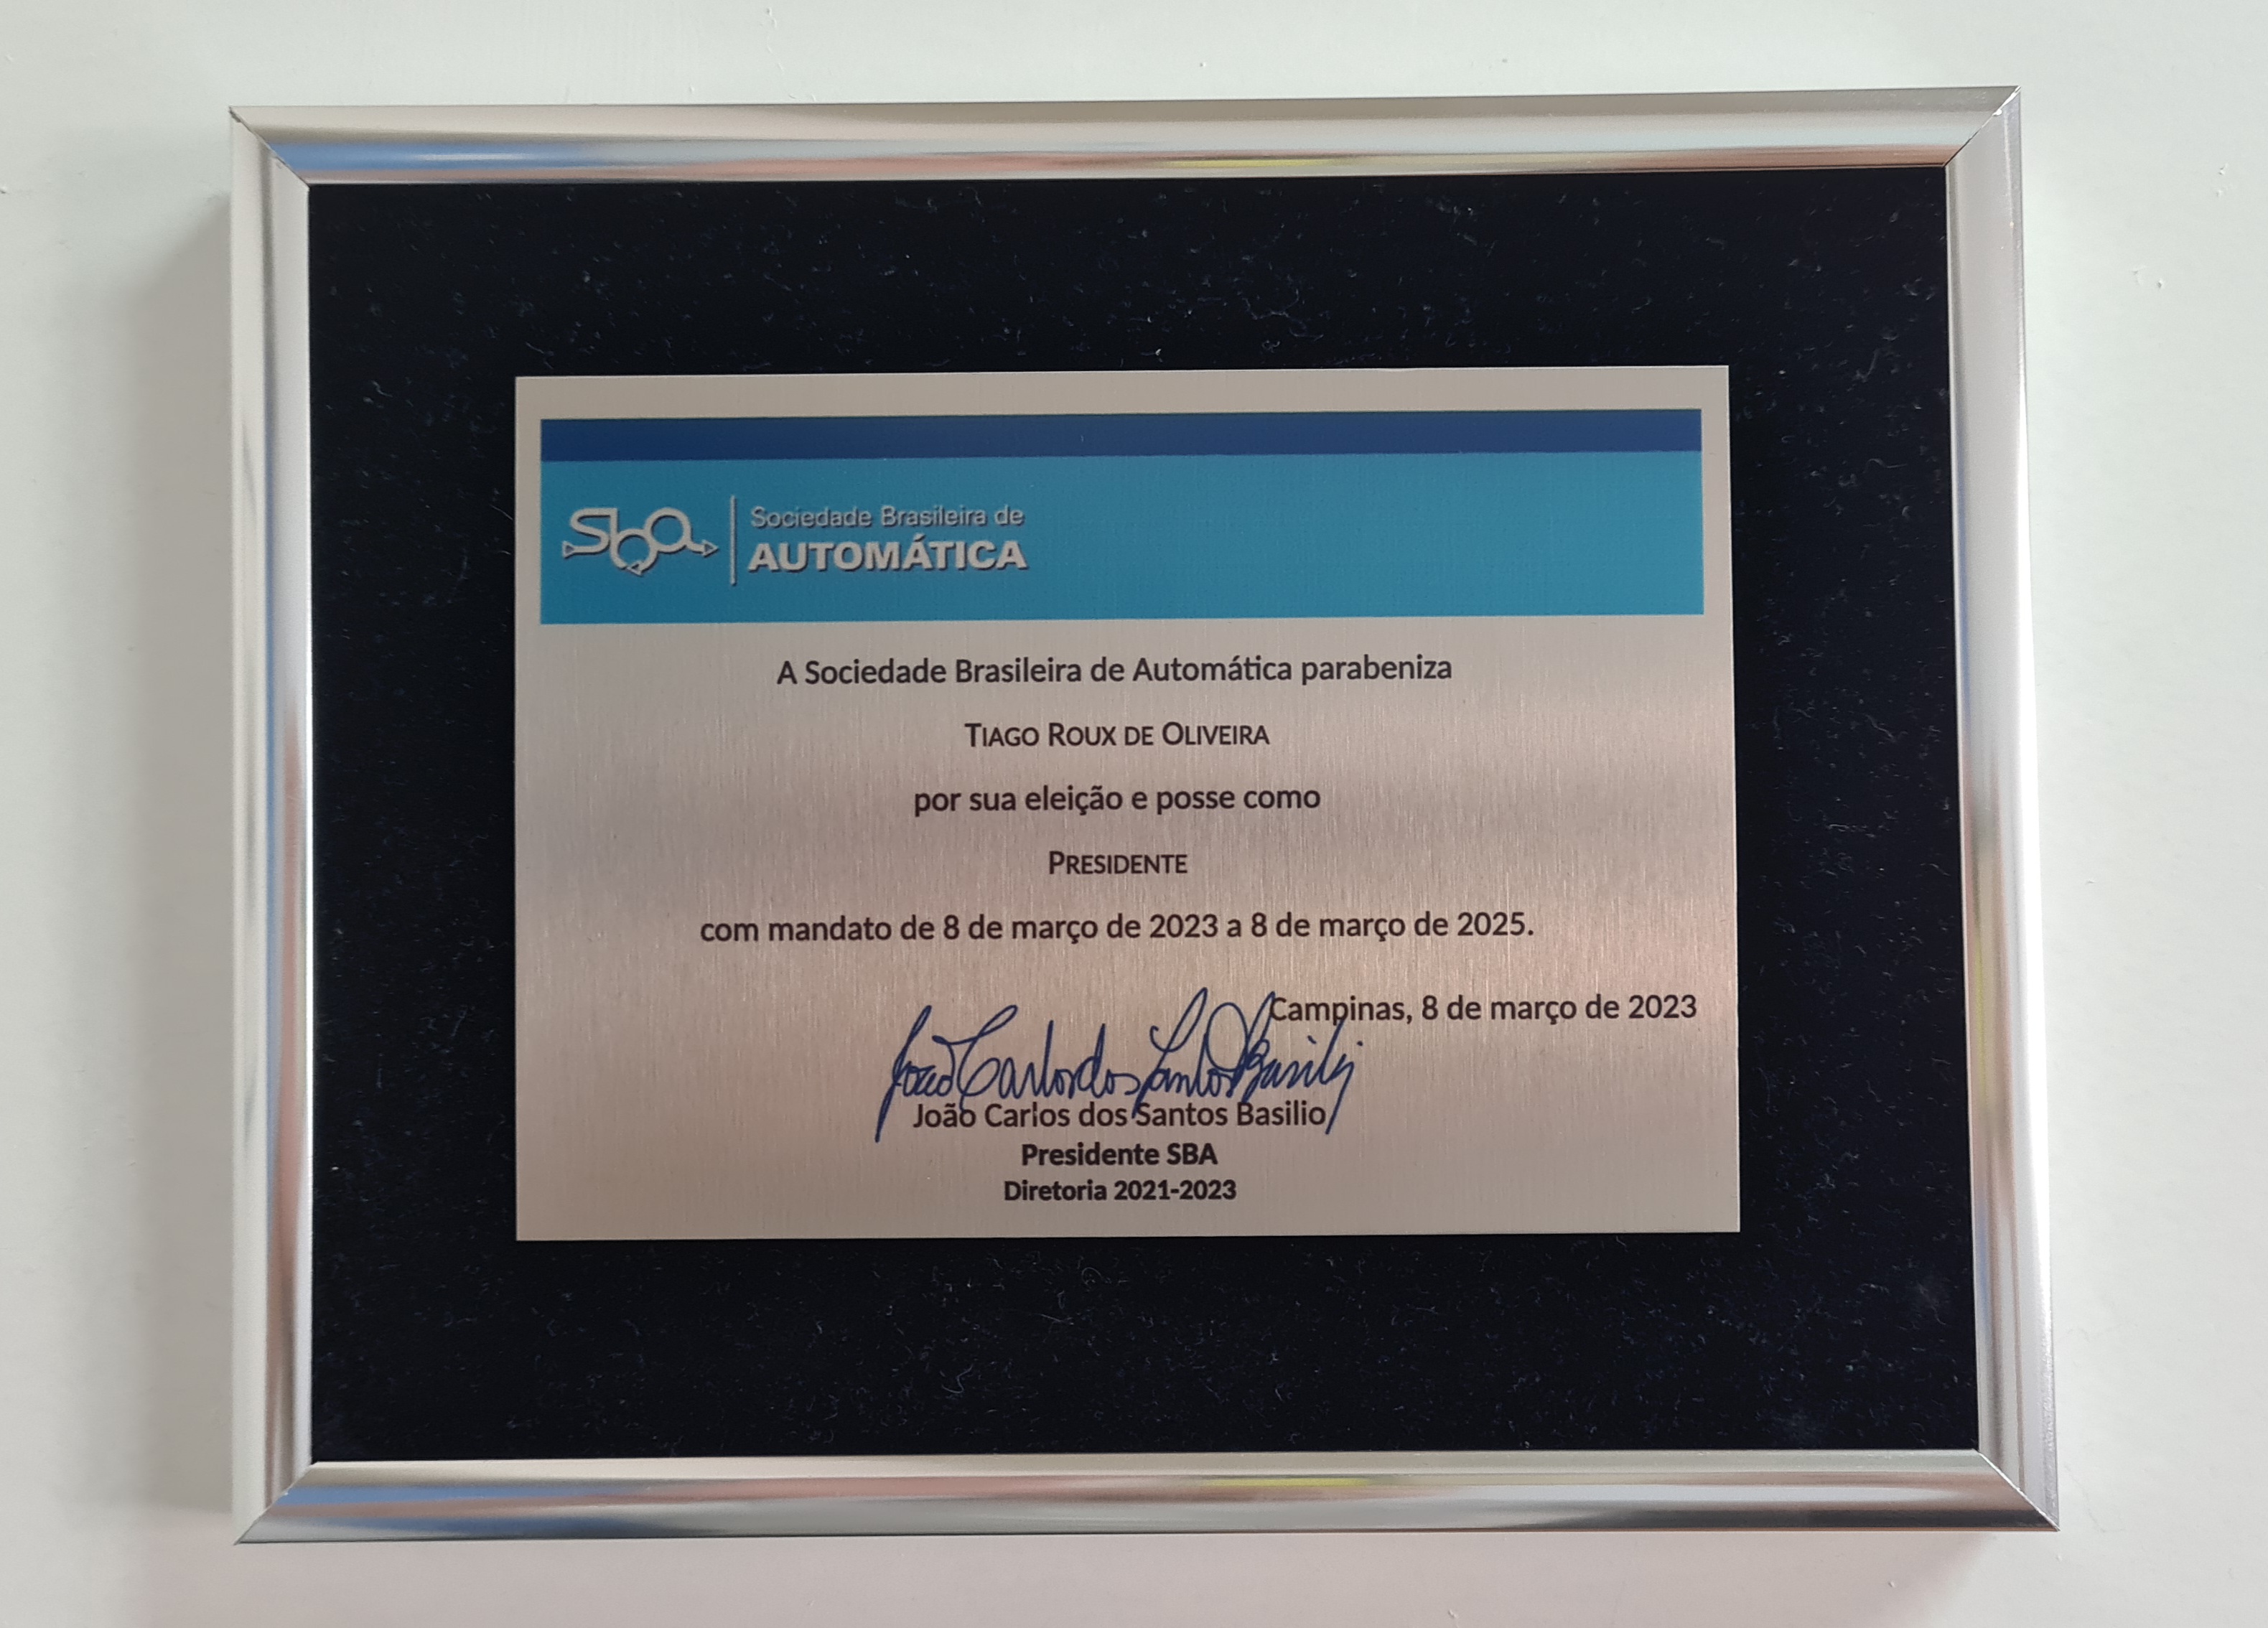 sba
Sociedade Brasileira de
AUTOMÁTICA
A Sociedade Brasileira de Automática parabeniza
TIAGO ROUX DE OLIVEIRA
por sua eleição e posse como
PRESIDENTE
com mandato de 8 de março de 2023 a 8 de março de 2025.
Campinas, 8 de março de 2023
João Carlos dos Santos Basilio
João Carlos dos Santos Basilio
Presidente SBA
Diretoria 2021-2023